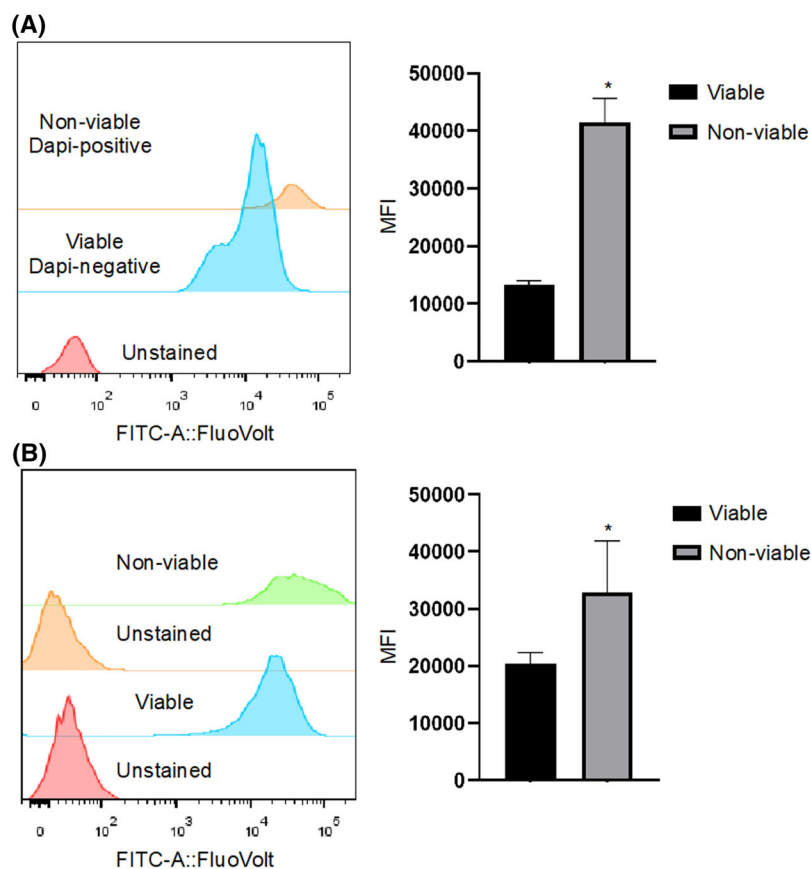 (A)
Non-viable
Dapi-positive
Viable
Dapi-negative
Unstained
0 10² 10³ 10⁴ 10⁵
FITC-A::FluoVolt
50000
40000
30000
20000
10000
0
MFI
*
Viable
Non-viable
(B)
Non-viable
Unstained
Viable
Unstained
0 10² 10³ 10⁴ 10⁵
FITC-A::FluoVolt
50000
40000
30000
20000
10000
0
MFI
*
Viable
Non-viable